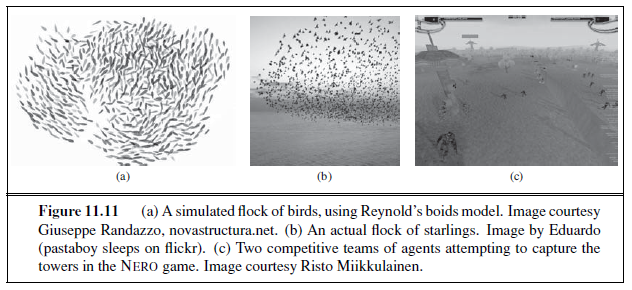 (a)
(b)
(c)
Figure 11.11 (a) A simulated flock of birds, using Reynold's boids model. Image courtesy
Giuseppe Randazzo, novastructura.net. (b) An actual flock of starlings. Image by Eduardo
(pastaboy sleeps on flickr). (c) Two competitive teams of agents attempting to capture the
towers in the NERO game. Image courtesy Risto Miikkulainen.